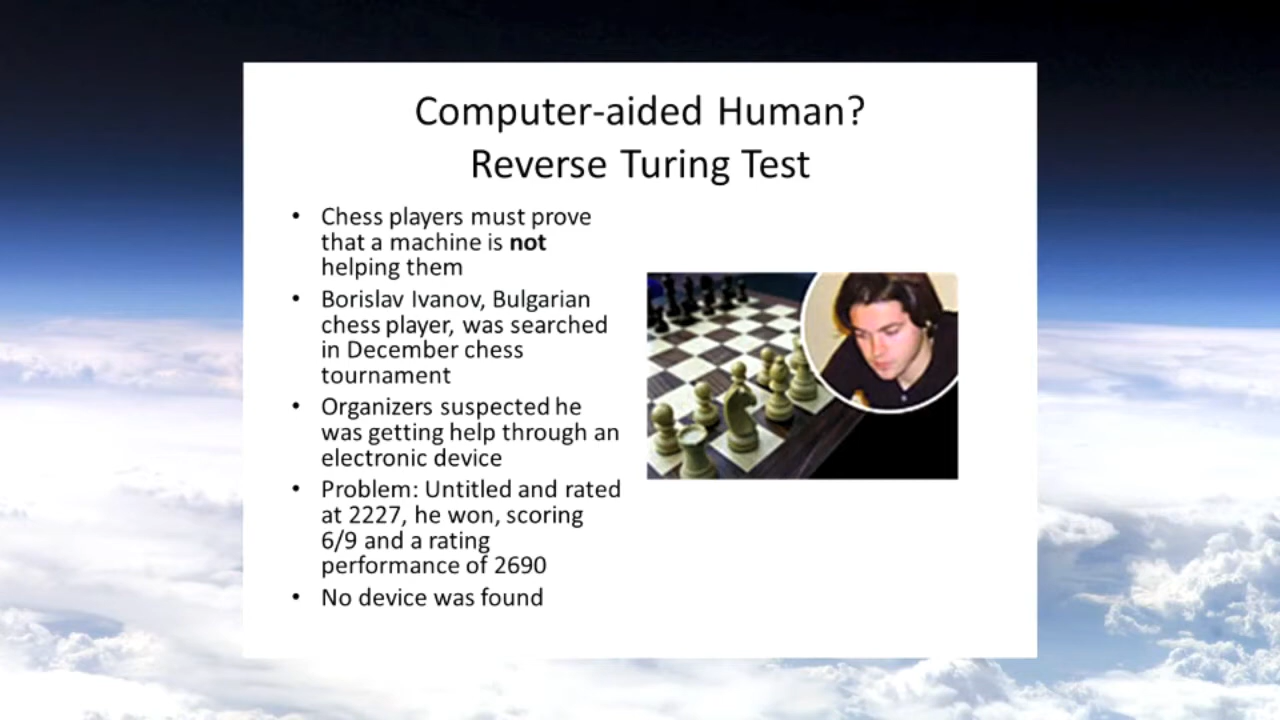 Computer-aided Human?
Reverse Turing Test
• Chess players must prove
that a machine is not
helping them
• Borislav Ivanov, Bulgarian
chess player, was searched
in December chess
tournament
• Organizers suspected he
was getting help through an
electronic device
• Problem: Untitled and rated
at 2227, he won, scoring
6/9 and a rating
performance of 2690
• No device was found